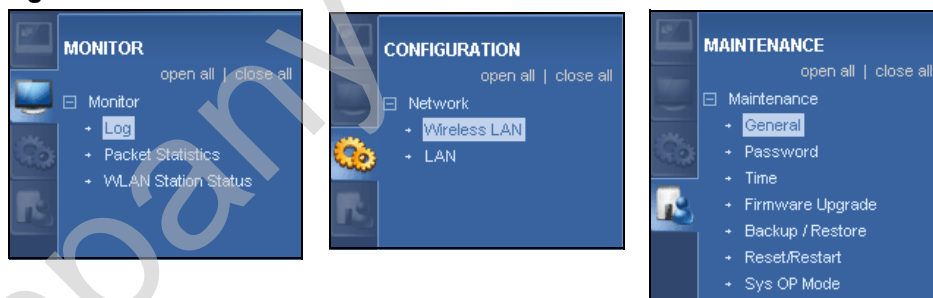 MONITOR
open all | close all
Monitor
Log
Packet Statistics
WLAN Station Status
CONFIGURATION
open all | close all
Network
Wireless LAN
LAN
MAINTENANCE
open all | close all
Maintenance
General
Password
Time
Firmware Upgrade
Backup / Restore
Reset/Restart
Sys OP Mode